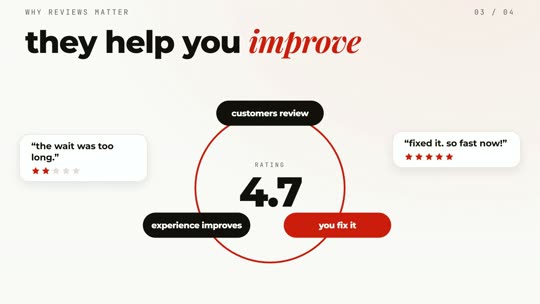 WHY REVIEWS MATTER
03 / 04
they help you improve
customers review
“the wait was too
long.”
“fixed it. so fast now!”
RATING
4.7
experience improves
you fix it